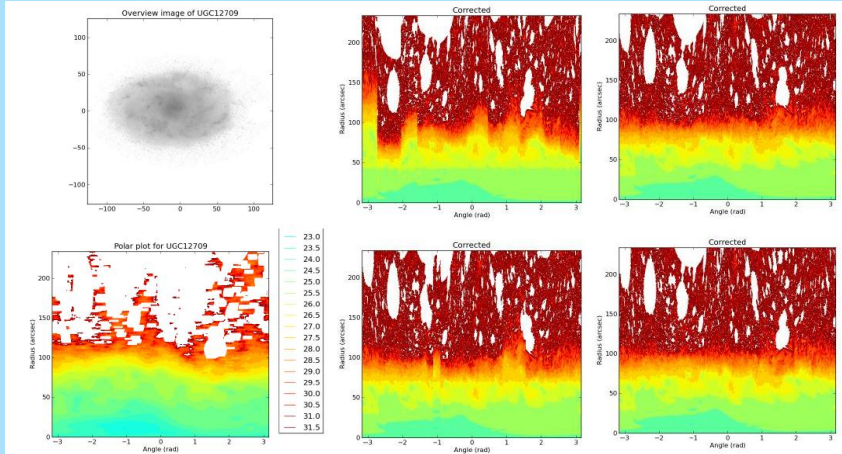 Overview image of UGC12709
100
50
0
−50
−100
−100 −50 0 50 100
Corrected
Radius (arcsec)
200
150
100
50
0
−3 −2 −1 0 1 2 3
Angle (rad)
Corrected
Radius (arcsec)
200
150
100
50
0
−3 −2 −1 0 1 2 3
Angle (rad)
Polar plot for UGC12709
Radius (arcsec)
200
150
100
50
0
−3 −2 −1 0 1 2 3
Angle (rad)
23.0
23.5
24.0
24.5
25.0
25.5
26.0
26.5
27.0
27.5
28.0
28.5
29.0
29.5
30.0
30.5
31.0
31.5
Corrected
Radius (arcsec)
200
150
100
50
0
−3 −2 −1 0 1 2 3
Angle (rad)
Corrected
Radius (arcsec)
200
150
100
50
0
−3 −2 −1 0 1 2 3
Angle (rad)